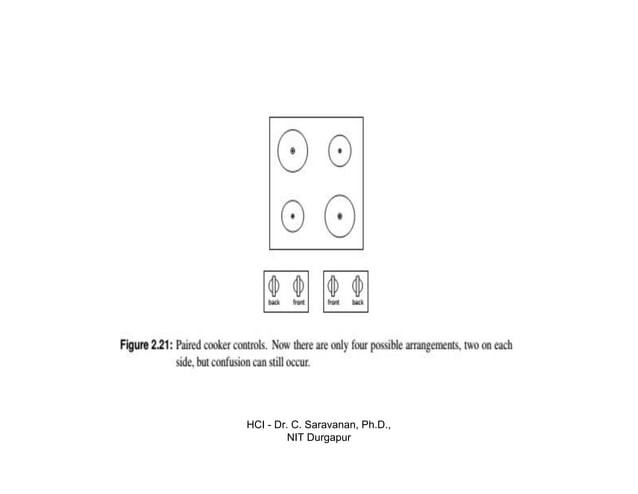 back front front back
Figure 2.21: Paired cooker controls. Now there are only four possible arrangements, two on each
side, but confusion can still occur.
HCI - Dr. C. Saravanan, Ph.D.,
NIT Durgapur